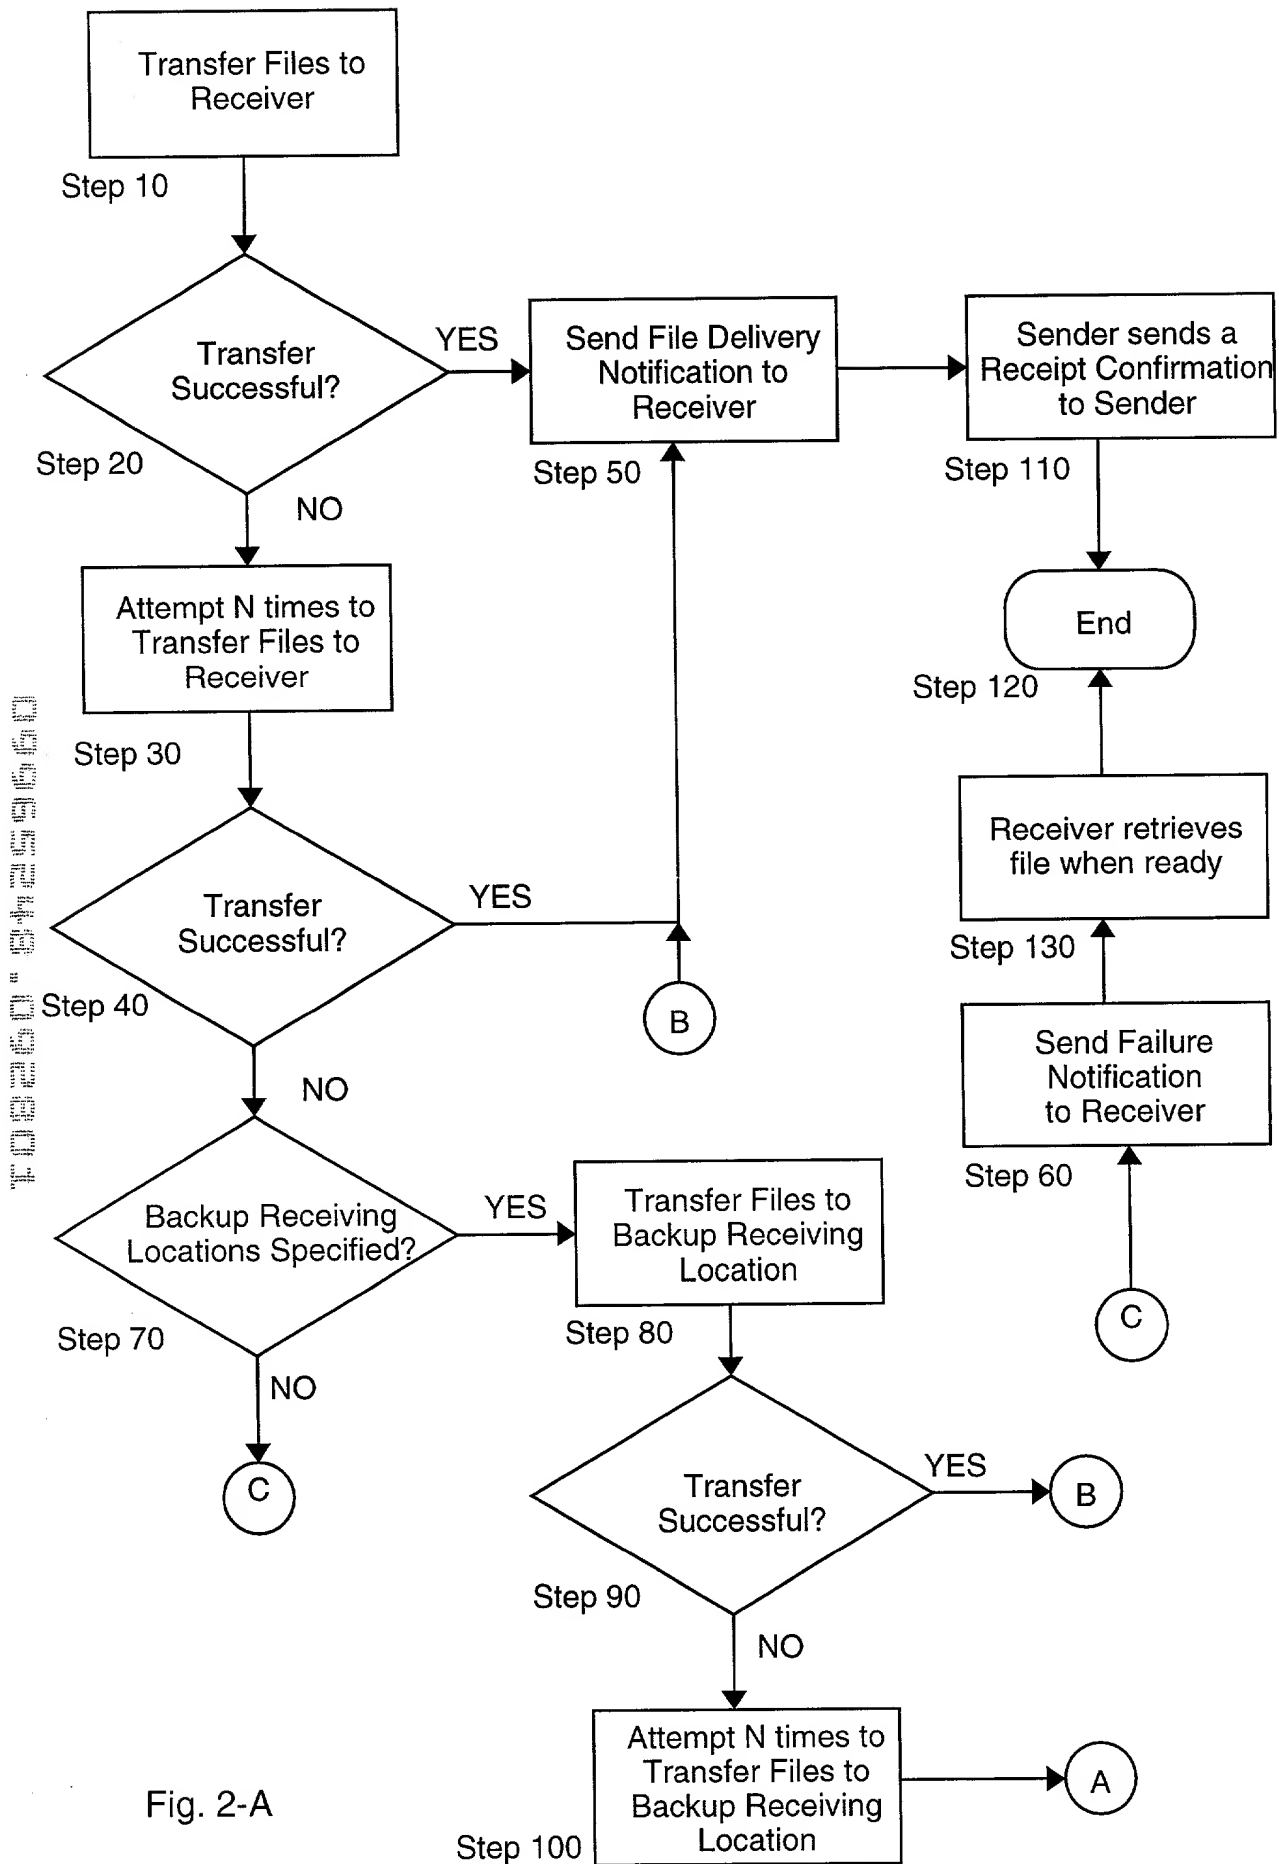 Transfer Files to
Receiver
Step 10
Transfer
Successful?
YES
Step 20
NO
Send File Delivery
Notification to
Receiver
Step 50
Sender sends a
Receipt Confirmation
to Sender
Step 110
End
Step 120
Attempt N times to
Transfer Files to
Receiver
Step 30
Transfer
Successful?
YES
Step 40
NO
B
Receiver retrieves
file when ready
Step 130
Send Failure
Notification
to Receiver
Step 60
C
Backup Receiving
Locations Specified?
YES
Step 70
NO
C
Transfer Files to
Backup Receiving
Location
Step 80
Transfer
Successful?
YES
B
Step 90
NO
Attempt N times to
Transfer Files to
Backup Receiving
Location
Step 100
A
Fig. 2-A
09965248.092801